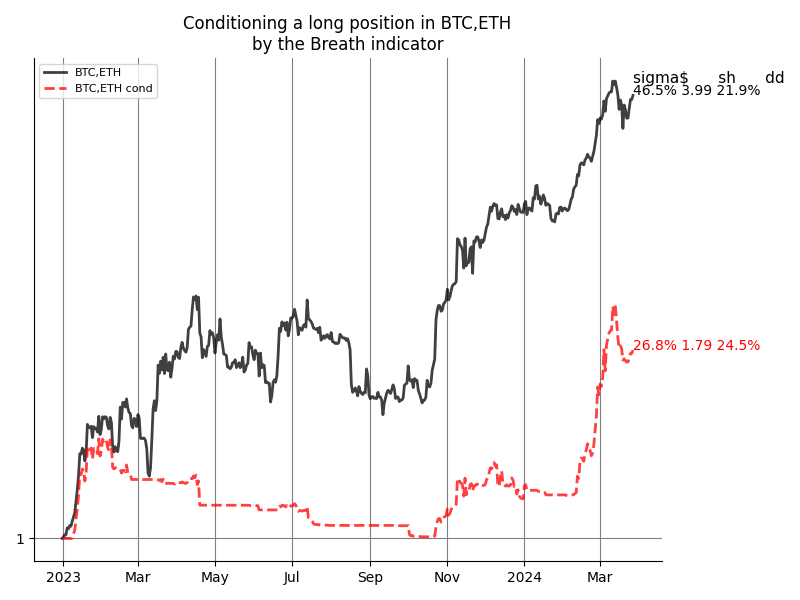 Conditioning a long position in BTC,ETH
by the Breath indicator
BTC,ETH
BTC,ETH cond
sigma$ sh dd
46.5% 3.99 21.9%
26.8% 1.79 24.5%
1
2023 Mar May Jul Sep Nov 2024 Mar